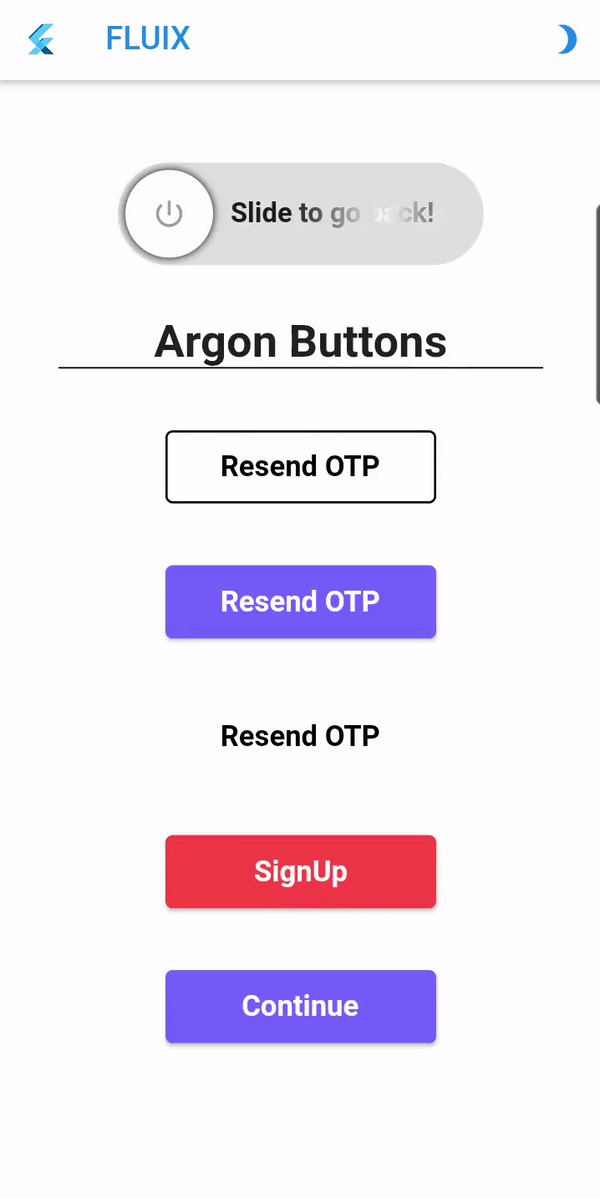 FLUIX
Slide to go back!
Argon Buttons
Resend OTP
Resend OTP
Resend OTP
SignUp
Continue